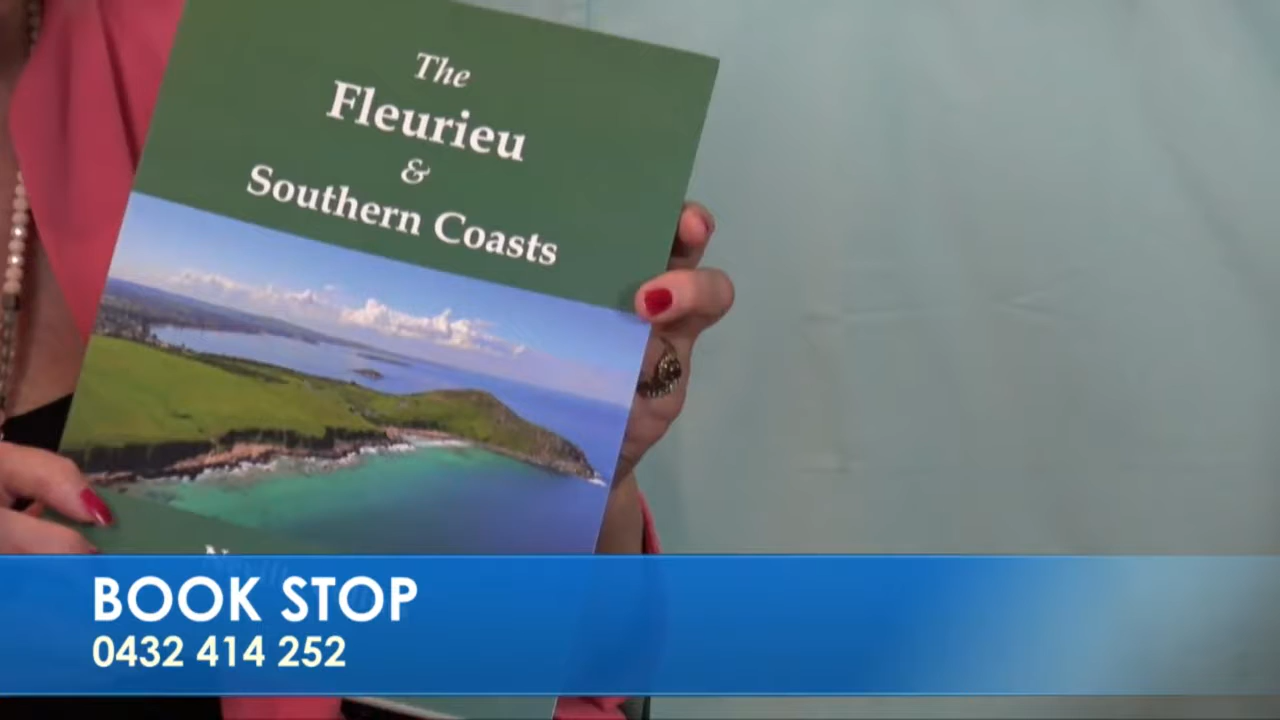 The
Fleurieu
&
Southern Coasts
BOOK STOP
0432 414 252